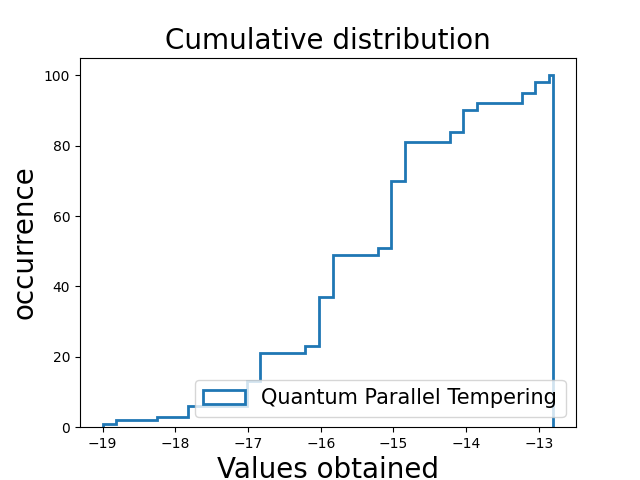 Cumulative distribution
occurrence
100
80
60
40
20
0
Quantum Parallel Tempering
−19 −18 −17 −16 −15 −14 −13
Values obtained